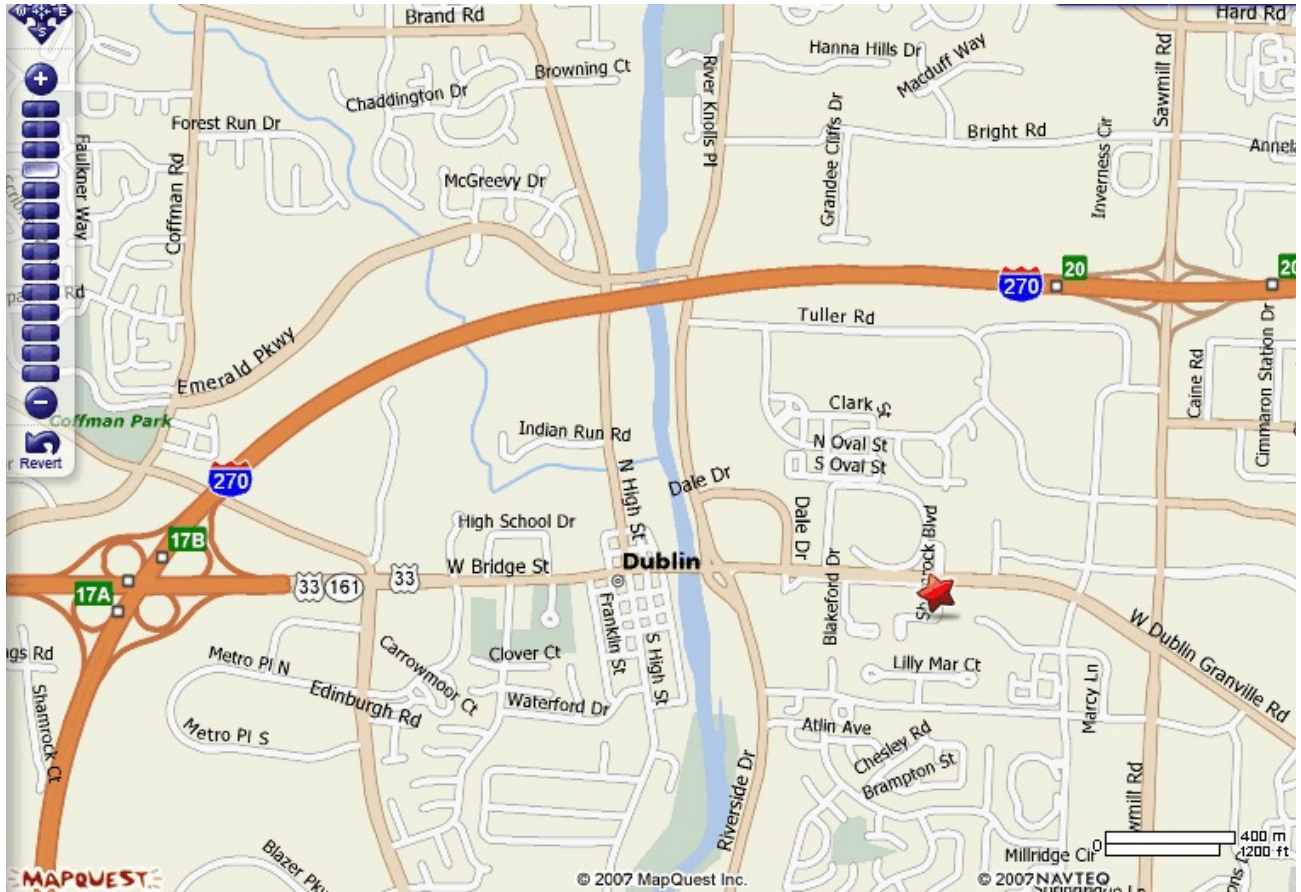 W
E
S
Brand Rd
Hard Rd
Hanna Hills Dr
Macduff Way
Browning Ct
River Knolls Pl
Sawmill Rd
Chaddington Dr
Grandee Cliffs Dr
Forest Run Dr
Bright Rd
Inverness Cir
Faulkner Way
Coffman Rd
McGreevy Dr
20
20
270
Rd
Tuller Rd
Emerald Pkwy
Caine Rd
Cimmaron Station Dr
Coffman Park
Clark St
Indian Run Rd
N Oval St
S Oval St
Revert
270
N High St
Dale Dr
Dale Dr
High School Dr
17B
Dublin
W Bridge St
33
33
161
17A
Blakeford Dr
Franklin St
S High St
W Dublin Granville Rd
Metro Pl N
Carrowmoor Ct
Clover Ct
Lilly Mar Ct
Shamrock Ct
Edinburgh Rd
Waterford Dr
Marcy Ln
Metro Pl S
Atlin Ave
Chesley Rd
Brampton St
Riverside Dr
0
400 m
1200 ft
Millridge Cir
MAPQUEST
© 2007 MapQuest Inc.
© 2007 NAVTEQ